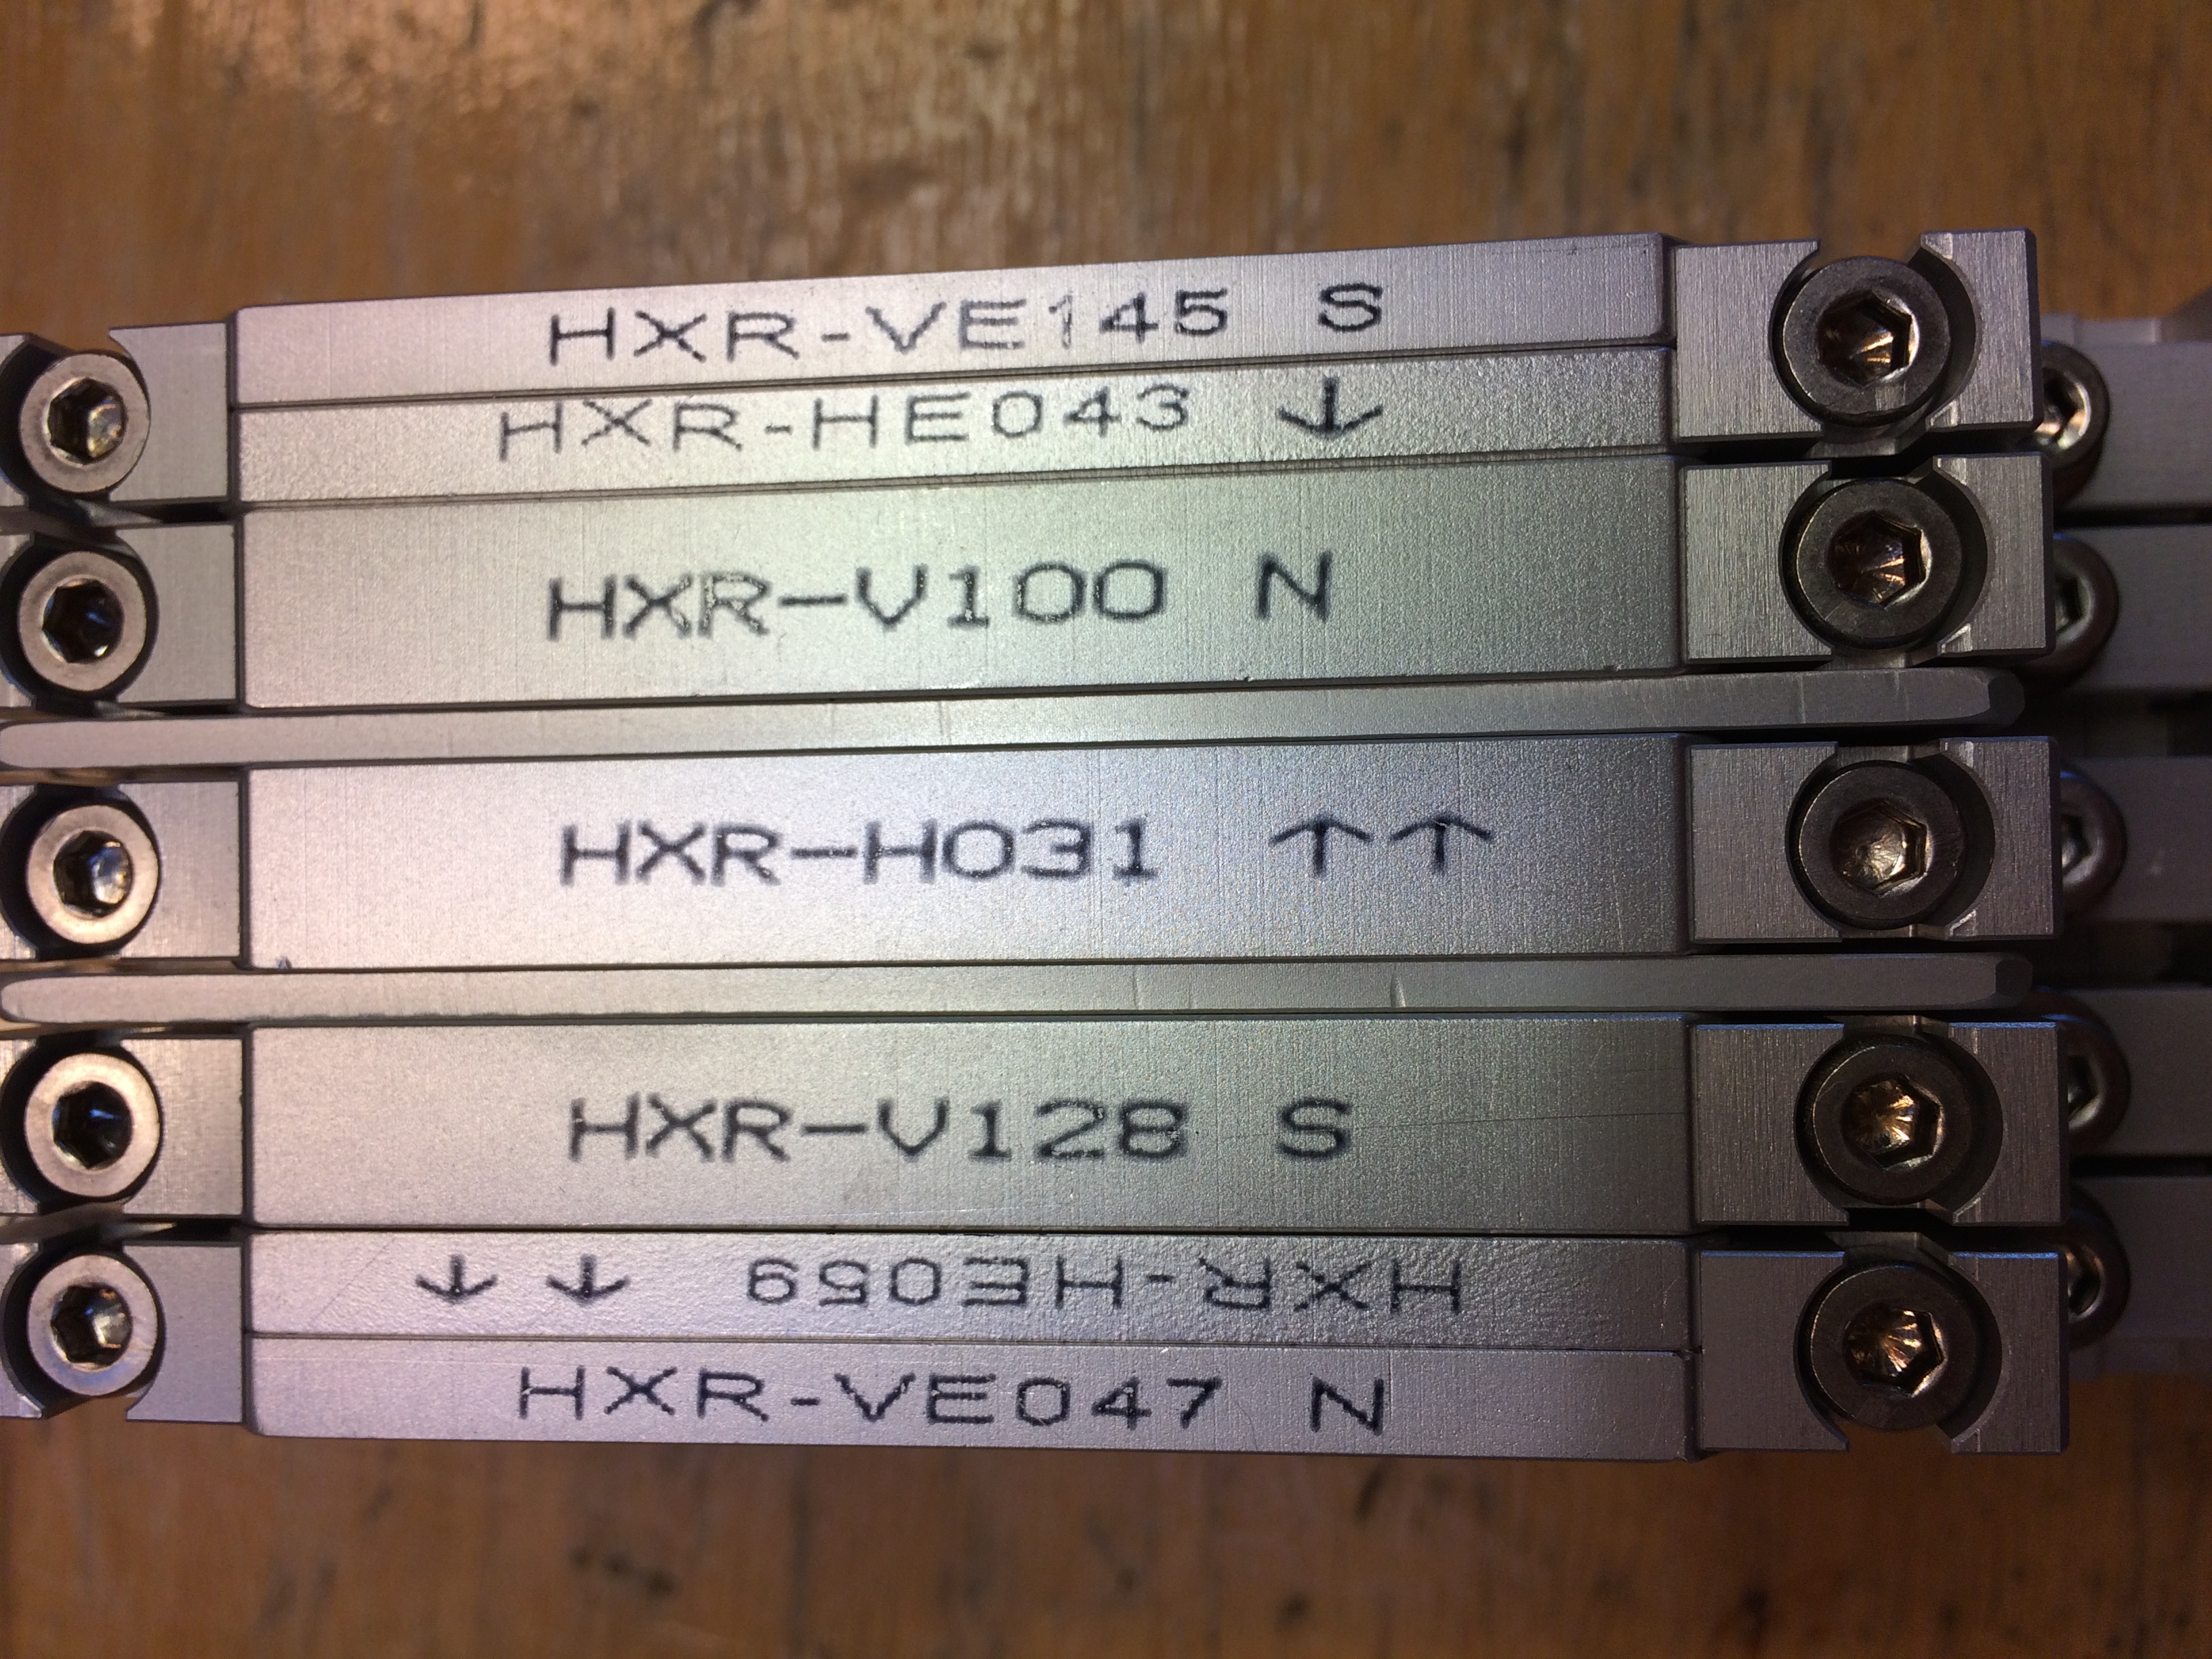 HXR-VE145 S
HXR-HE043 ↓
HXR-V100 N
HXR-H031 ↑↑
HXR-V128 S
HXR-HE059 ↑↑
HXR-VE047 N